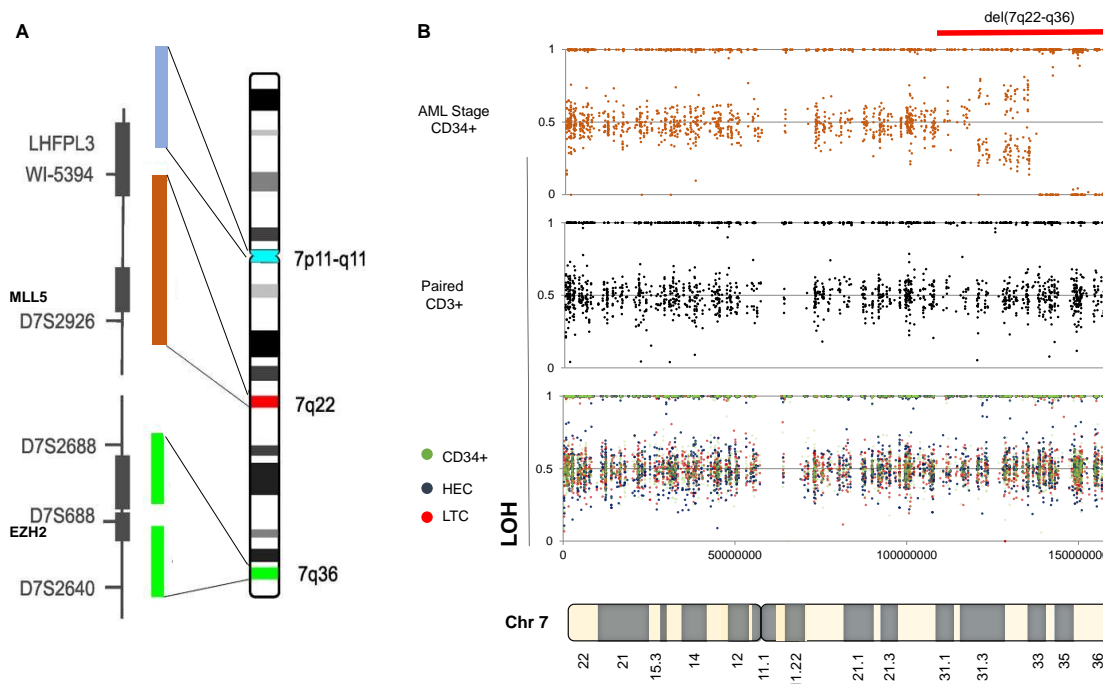 A
LHFPL3
WI-5394
MLL5
D7S2926
D7S2688
D7S688
EZH2
D7S2640
7p11-q11
7q22
7q36
B
del(7q22-q36)
AML Stage
CD34+
1
0.5
0
Paired
CD3+
1
0.5
0
CD34+
HEC
LTC
LOH
1
0.5
0
0
50000000
100000000
Chr 7
22
21
15.3
14
12
11.1
21.1
21.3
31.1
31.3
33
35
36